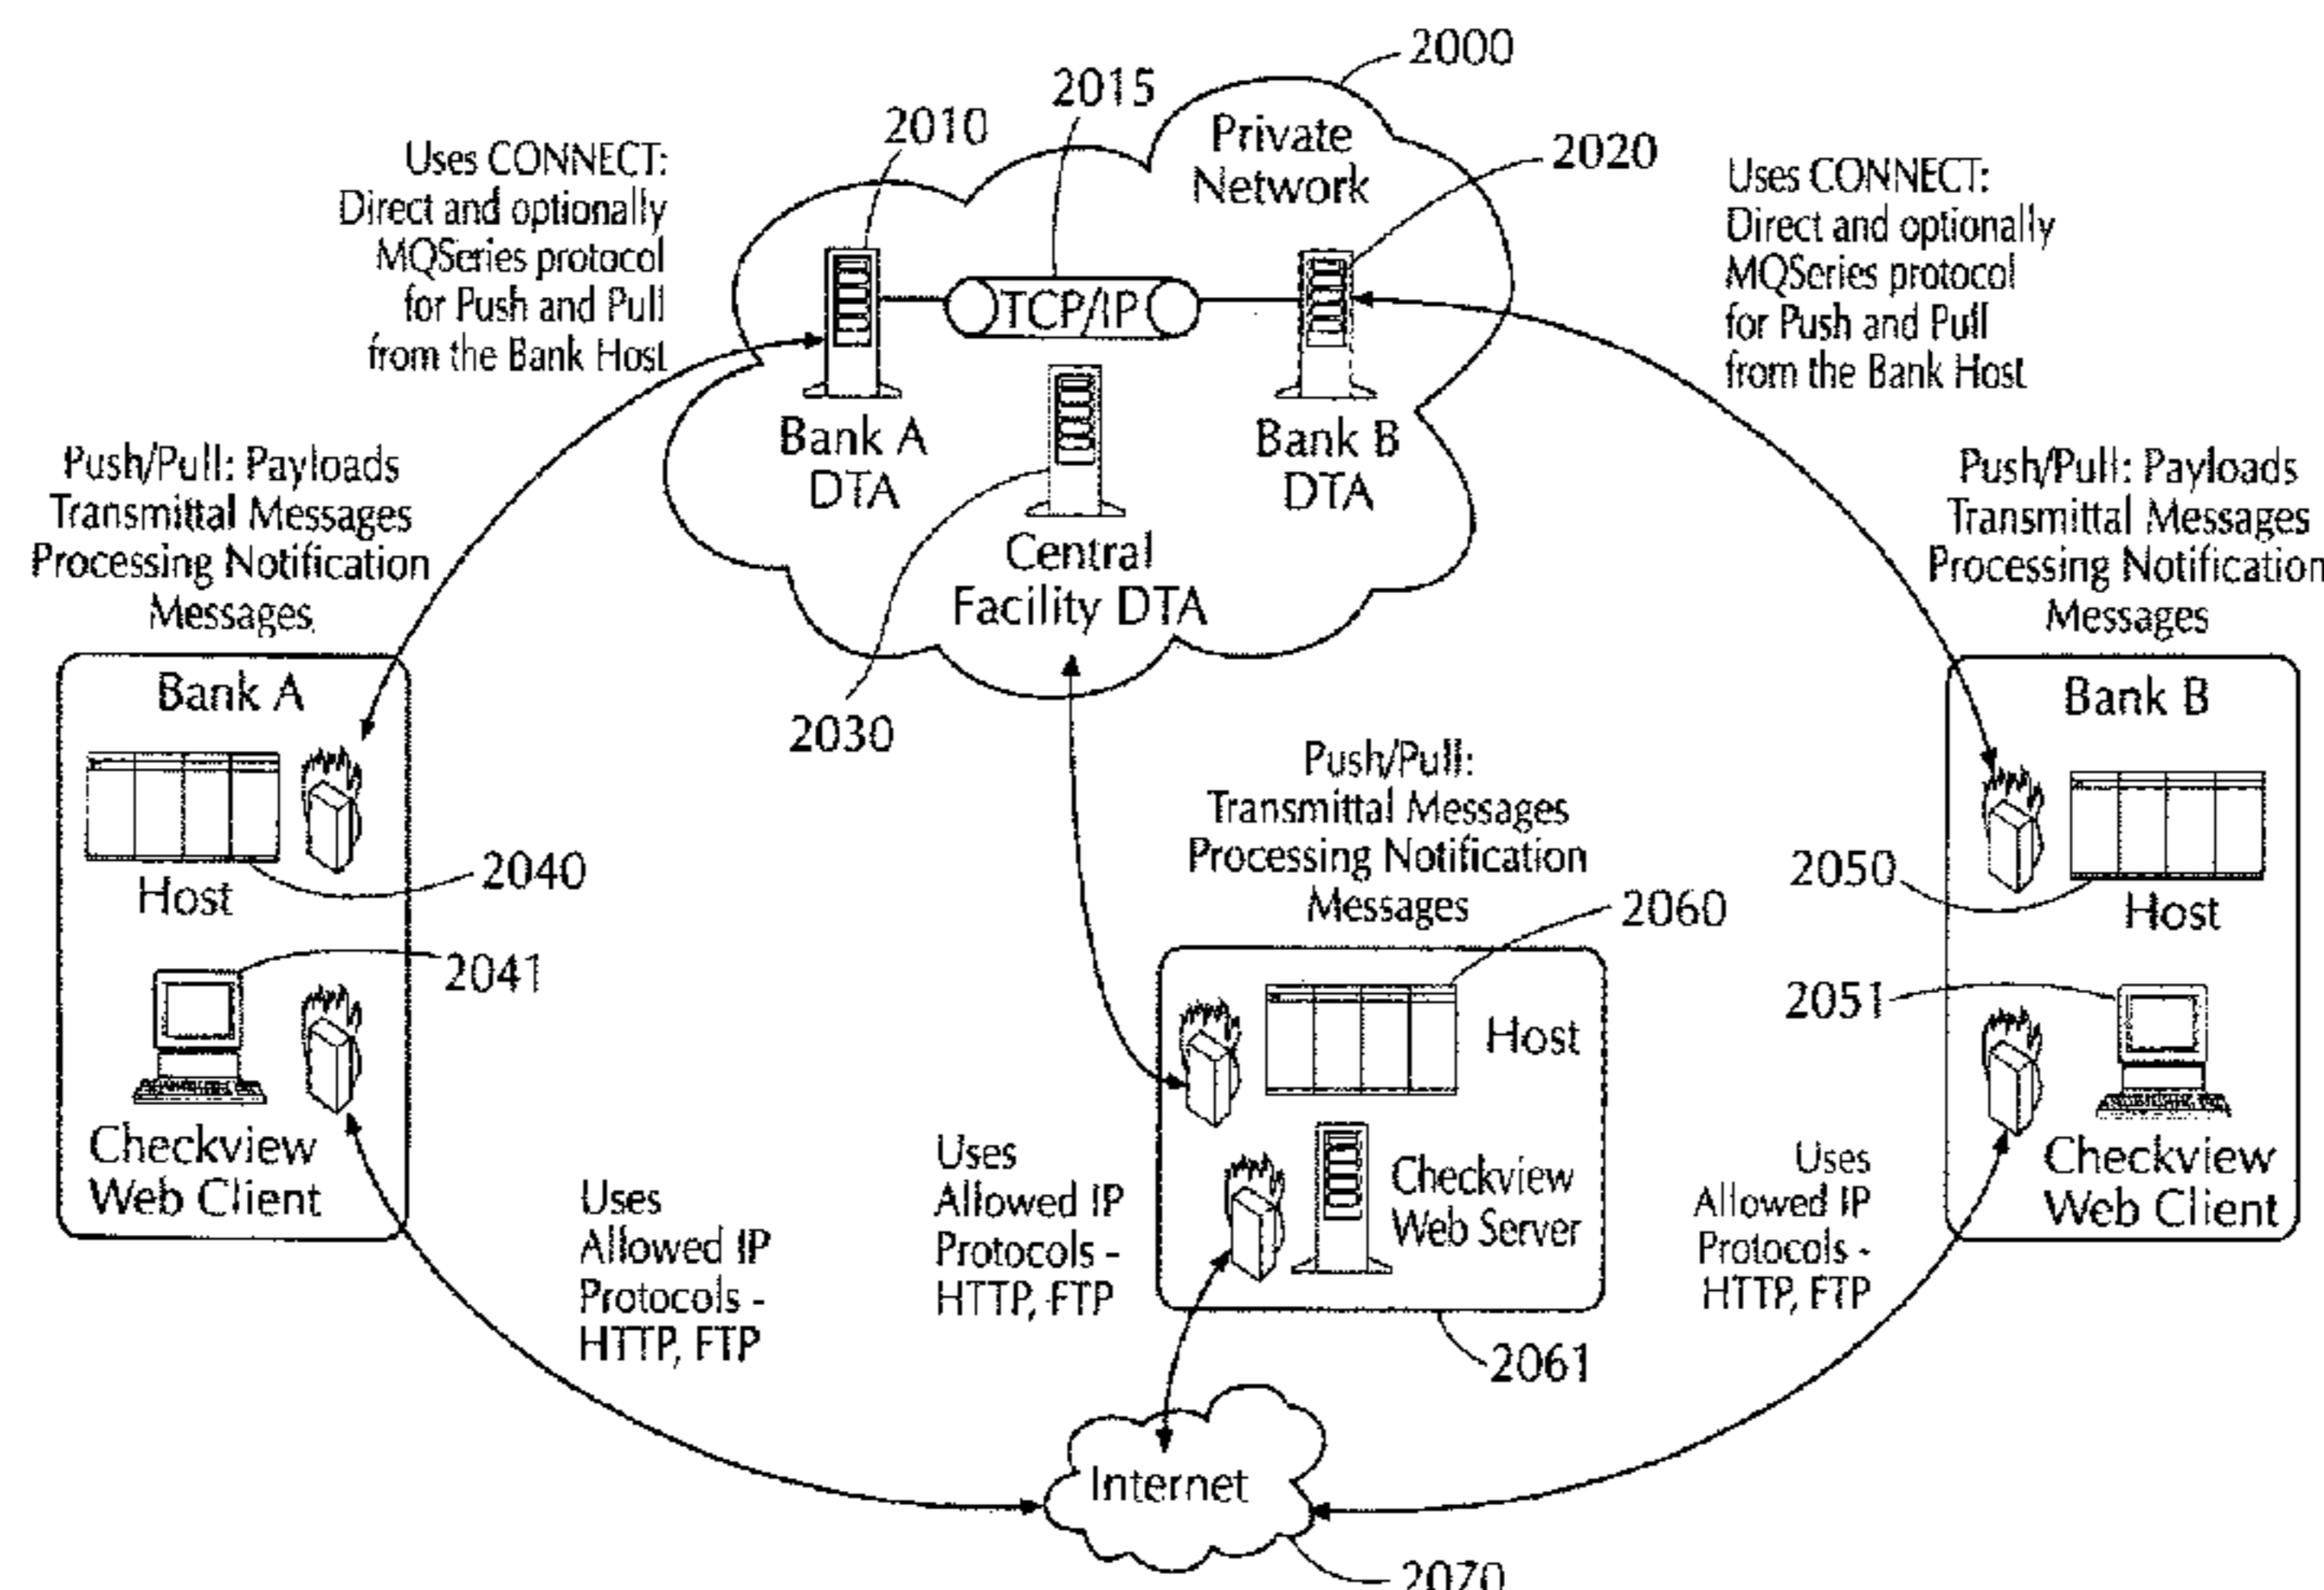 2000
2015
2010
Private
Network
2020
Uses CONNECT:
Direct and optionally
MQSeries protocol
for Push and Pull
from the Bank Host
Uses CONNECT:
Direct and optionally
MQSeries protocol
for Push and Pull
from the Bank Host
TCP/IP
Bank A
DTA
Bank B
DTA
Central
Facility DTA
2030
Push/Pull: Payloads
Transmittal Messages
Processing Notification
Messages
Push/Pull: Payloads
Transmittal Messages
Processing Notification
Messages
Bank A
Host
2040
2041
Checkview
Web Client
Push/Pull:
Transmittal Messages
Processing Notification
Messages
2060
Host
Checkview
Web Server
2061
Bank B
2050
Host
2051
Checkview
Web Client
Uses
Allowed IP
Protocols -
HTTP, FTP
Uses
Allowed IP
Protocols -
HTTP, FTP
Uses
Allowed IP
Protocols -
HTTP, FTP
Internet
2070